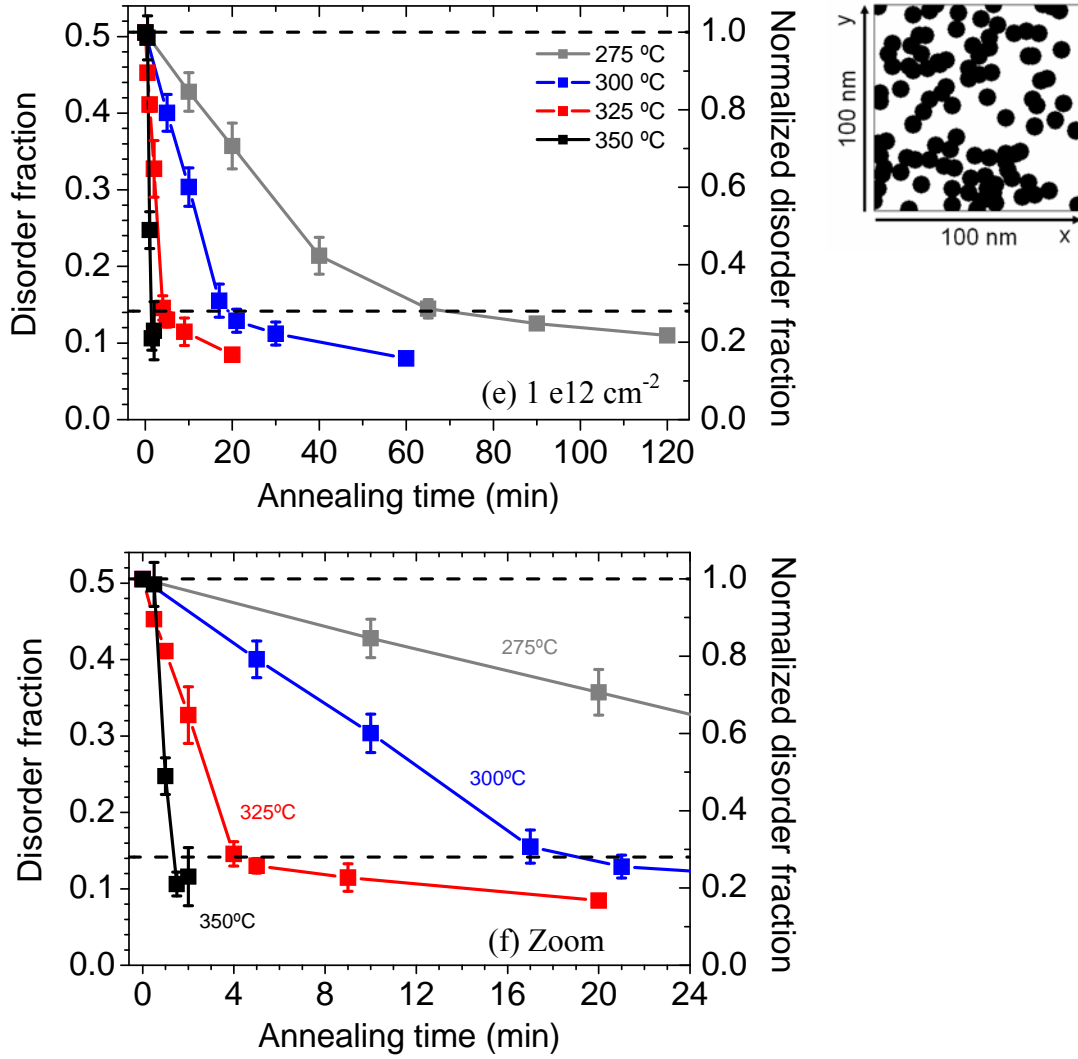 0.5
0.4
0.3
0.2
0.1
0.0
Disorder fraction
1.0
0.8
0.6
0.4
0.2
0.0
Normalized disorder fraction
275 ºC
300 ºC
325 ºC
350 ºC
(e) 1 e12 cm-2
0 20 40 60 80 100 120
Annealing time (min)
y
100 nm
100 nm x
0.5
0.4
0.3
0.2
0.1
0.0
Disorder fraction
1.0
0.8
0.6
0.4
0.2
0.0
Normalized disorder fraction
275ºC
300ºC
325ºC
350ºC
(f) Zoom
0 4 8 12 16 20 24
Annealing time (min)